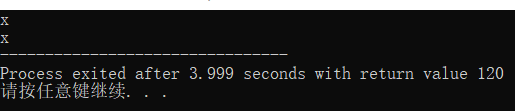 x
x
--------------------------------
Process exited after 3.999 seconds with return value 120
请按任意键继续. . .